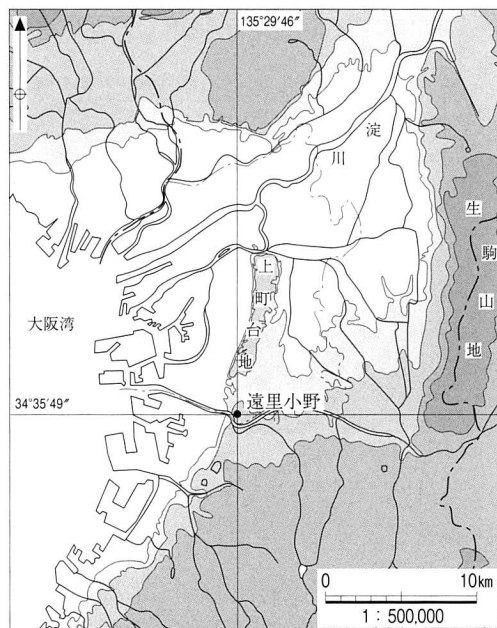 135°29′46″
淀
川
生
駒
山
地
上
町
台
地
大阪湾
34°35′49″
遠里小野
0 10km
1：500,000